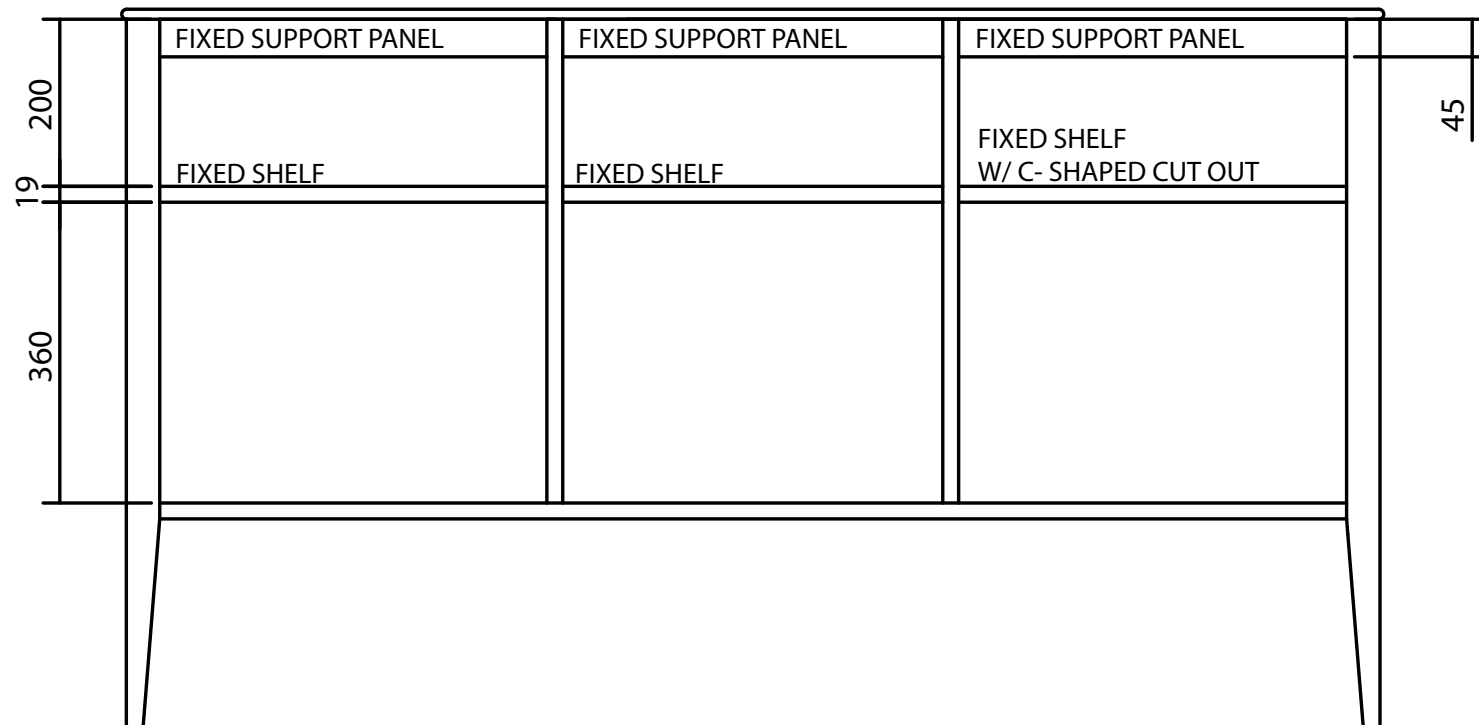 FIXED SUPPORT PANEL
FIXED SUPPORT PANEL
FIXED SUPPORT PANEL
200
45
FIXED SHELF
FIXED SHELF
FIXED SHELF
W/ C- SHAPED CUT OUT
19
360